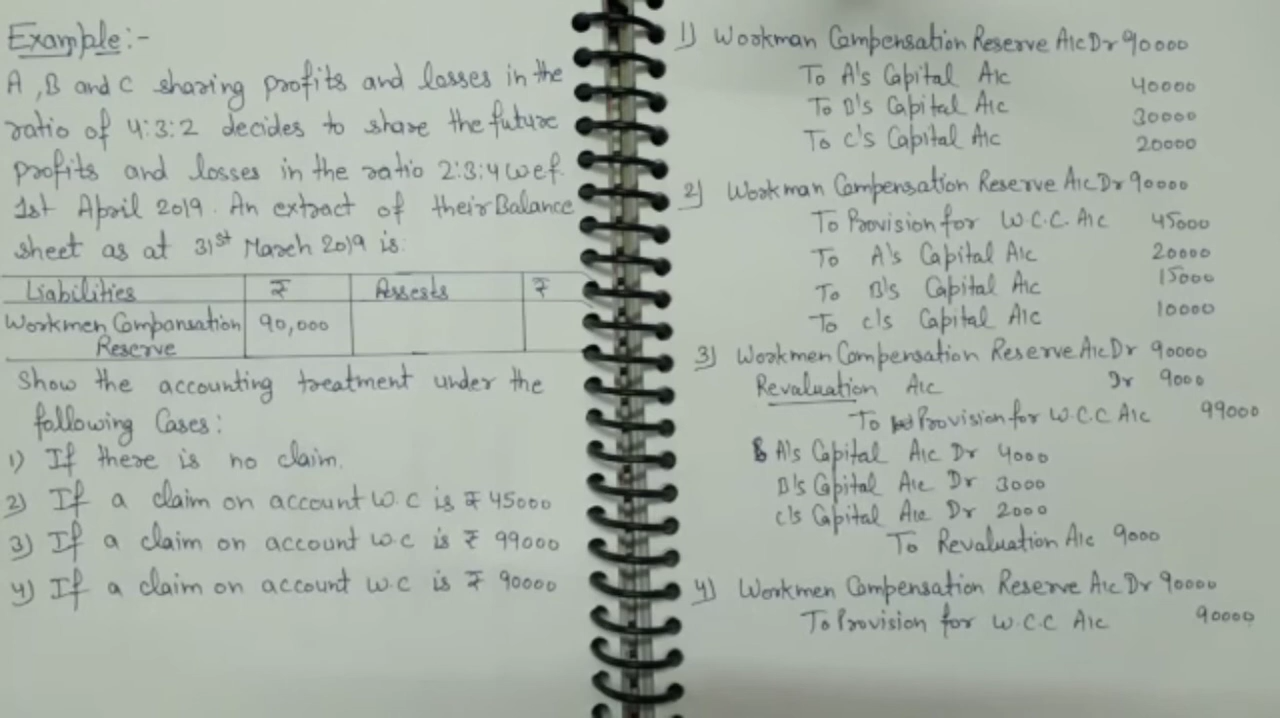 Example:-
A, B and C sharing profits and losses in the
ratio of 4:3:2 decides to share the future
profits and losses in the ratio 2:3:4 wef.
1st April 2019. An extract of their Balance
sheet as at 31st March 2019 is:
Liabilities ₹ Assests ₹
Workmen Compansation 90,000
Reserve
Show the accounting treatment under the
following Cases:
1) If there is no claim.
2) If a claim on account W.C is ₹ 45000
3) If a claim on account W.C is ₹ 99000
4) If a claim on account W.C is ₹ 90000
1) Workman Compensation Reserve A/c Dr 90000
To A's Capital A/c 40000
To B's Capital A/c 30000
To C's Capital A/c 20000
2) Workman Compensation Reserve A/c Dr 90000
To Provision for W.C.C. A/c 45000
To A's Capital A/c 20000
To B's Capital A/c 15000
To C's Capital A/c 10000
3) Workmen Compensation Reserve A/c Dr 90000
Revaluation A/c Dr 9000
To Provision for W.C.C A/c 99000
A's Capital A/c Dr 4000
B's Capital A/c Dr 3000
C's Capital A/c Dr 2000
To Revaluation A/c 9000
4) Workmen Compensation Reserve A/c Dr 90000
To Provision for W.C.C A/c 90000